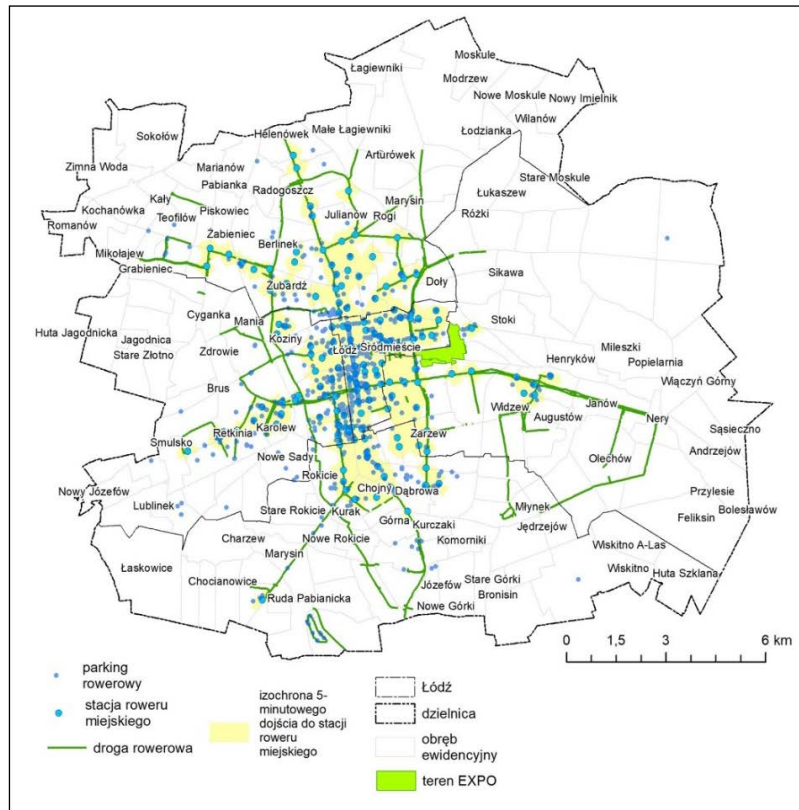 Moskule
Łagiewniki
Modrzew
Nowe Moskule
Nowy Imielnik
Wilanów
Sokołów
Helenówek
Małe Łagiewniki
Łodzianka
Zimna Woda
Marianów
Arturówek
Stare Moskule
Pabianka
Radogoszcz
Łukaszew
Kały
Kochanówka
Teofilów
Piskowiec
Marysin
Romanów
Julianów
Rogi
Różki
Żabieniec
Berlinek
Mikołajew
Grabieniec
Sikawa
Zubardź
Doły
Cyganka
Mania
Stoki
Huta Jagodnicka
Jagodnica
Koziny
Łódź
Śródmieście
Mileszki
Stare Złotno
Zdrowie
Henryków
Popielarnia
Brus
Wiączyń Górny
Widzew
Janów
Augustów
Nery
Smulsko
Retkinia
Karolew
Zarzew
Sąsieczno
Nowe Sady
Olechów
Andrzejów
Rokicie
Nowy Józefów
Chojny
Dąbrowa
Przylesie
Lublinek
Stare Rokicie
Kurak
Młynek
Bolesławów
Górna
Kurczaki
Jędrzejów
Feliksin
Charzew
Nowe Rokicie
Komorniki
Marysin
Wiskitno A-Las
Łaskowice
Chocianowice
Józefów
Stare Górki
Wiskitno
Huta Szklana
Bronisin
Ruda Pabianicka
Nowe Górki
0 1,5 3 6 km
parking
rowerowy
stacja roweru
miejskiego
droga rowerowa
izochrona 5-
minutowego
dojścia do stacji
roweru
miejskiego
Łódź
dzielnica
obręb
ewidencyjny
teren EXPO